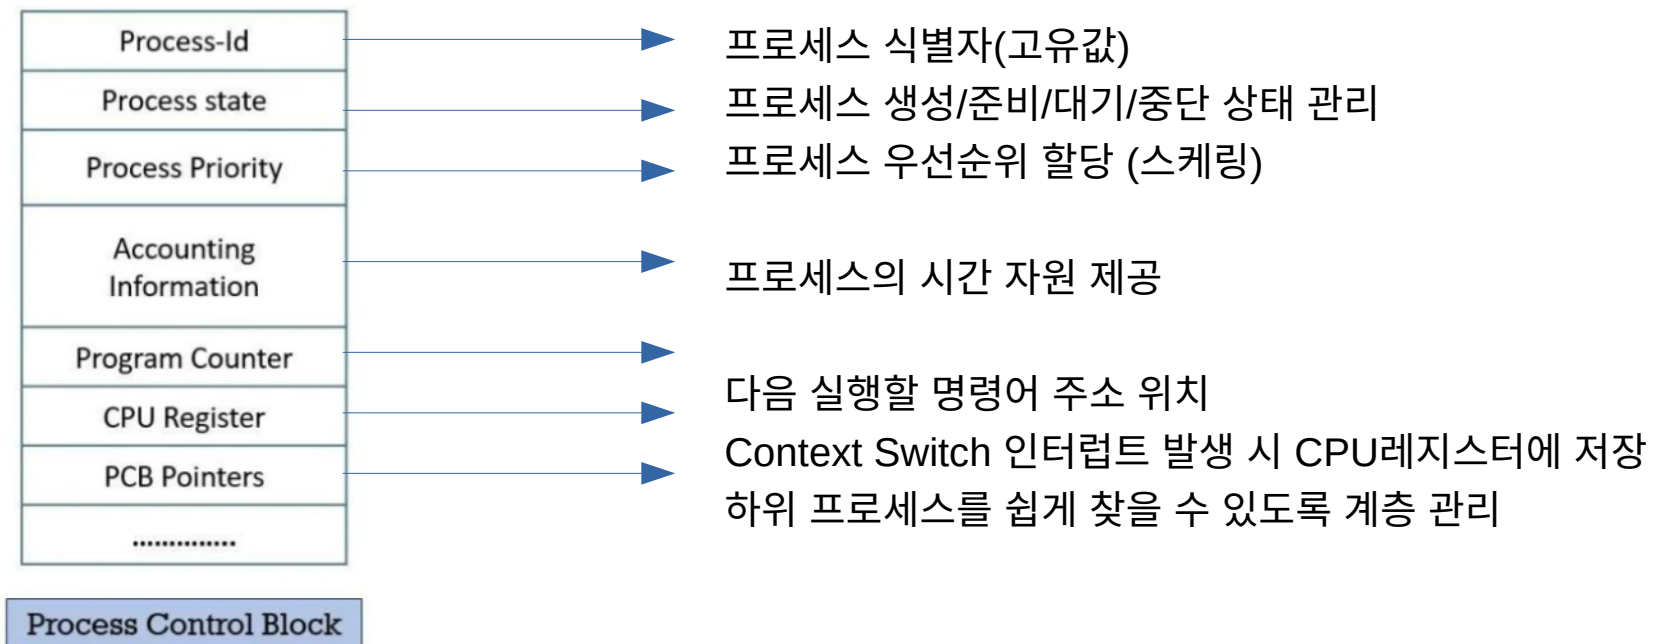 Process-Id
프로세스 식별자(고유값)
Process state
프로세스 생성/준비/대기/중단 상태 관리
Process Priority
프로세스 우선순위 할당 (스케링)
Accounting
Information
프로세스의 시간 자원 제공
Program Counter
다음 실행할 명령어 주소 위치
CPU Register
Context Switch 인터럽트 발생 시 CPU레지스터에 저장
PCB Pointers
하위 프로세스를 쉽게 찾을 수 있도록 계층 관리
..............
Process Control Block